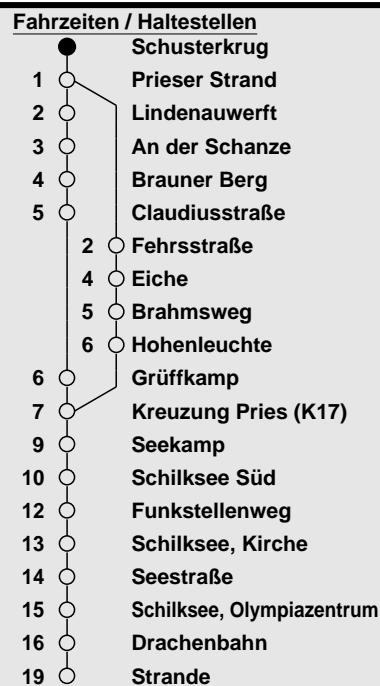 Fahrzeiten / Haltestellen
Schusterkrug
1 Prieser Strand
2 Lindenauwerft
3 An der Schanze
4 Brauner Berg
5 Claudiusstraße
2 Fehrsstraße
4 Eiche
5 Brahmsweg
6 Hohenleuchte
6 Grüffkamp
7 Kreuzung Pries (K17)
9 Seekamp
10 Schilksee Süd
12 Funkstellenweg
13 Schilksee, Kirche
14 Seestraße
15 Schilksee, Olympiazentrum
16 Drachenbahn
19 Strande